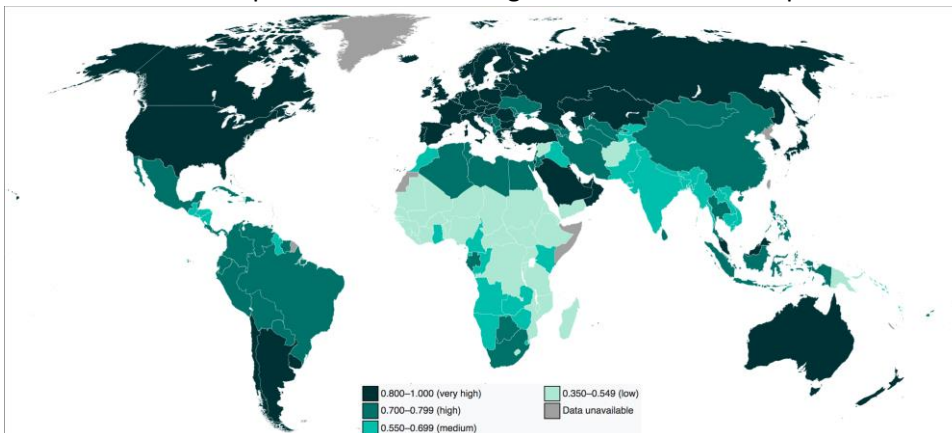 0.800–1.000 (very high)
0.350–0.549 (low)
0.700–0.799 (high)
Data unavailable
0.550–0.699 (medium)